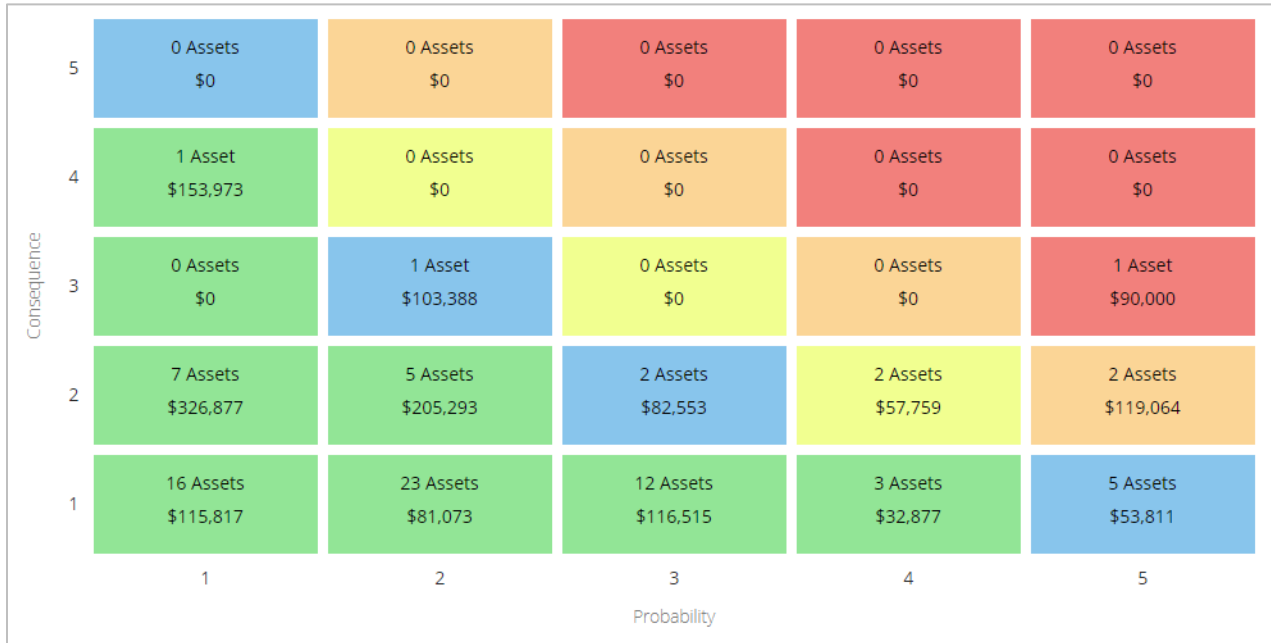 0 Assets
$0
0 Assets
$0
0 Assets
$0
0 Assets
$0
0 Assets
$0
5
1 Asset
$153,973
0 Assets
$0
0 Assets
$0
0 Assets
$0
0 Assets
$0
4
0 Assets
$0
1 Asset
$103,388
0 Assets
$0
0 Assets
$0
1 Asset
$90,000
3
Consequence
7 Assets
$326,877
5 Assets
$205,293
2 Assets
$82,553
2 Assets
$57,759
2 Assets
$119,064
2
16 Assets
$115,817
23 Assets
$81,073
12 Assets
$116,515
3 Assets
$32,877
5 Assets
$53,811
1
1
2
3
4
5
Probability